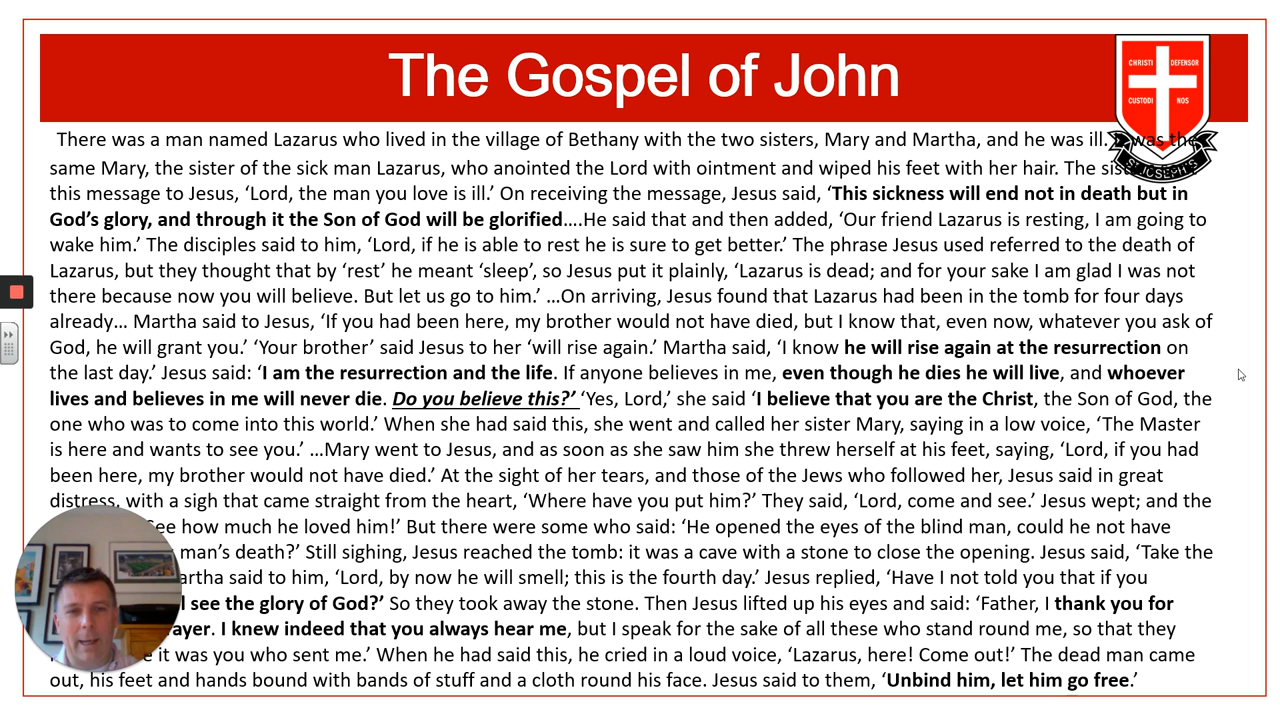 The Gospel of John
CHRISTI DEFENSOR
CUSTODI NOS
ST JOSEPH'S
There was a man named Lazarus who lived in the village of Bethany with the two sisters, Mary and Martha, and he was ill. It was the
same Mary, the sister of the sick man Lazarus, who anointed the Lord with ointment and wiped his feet with her hair. The
this message to Jesus, ‘Lord, the man you love is ill.’ On receiving the message, Jesus said, ‘This sickness will end not in death but in
God’s glory, and through it the Son of God will be glorified….He said that and then added, ‘Our friend Lazarus is resting, I am going to
wake him.’ The disciples said to him, ‘Lord, if he is able to rest he is sure to get better.’ The phrase Jesus used referred to the death of
Lazarus, but they thought that by ‘rest’ he meant ‘sleep’, so Jesus put it plainly, ‘Lazarus is dead; and for your sake I am glad I was not
there because now you will believe. But let us go to him.’ …On arriving, Jesus found that Lazarus had been in the tomb for four days
already… Martha said to Jesus, ‘If you had been here, my brother would not have died, but I know that, even now, whatever you ask of
God, he will grant you.’ ‘Your brother’ said Jesus to her ‘will rise again.’ Martha said, ‘I know he will rise again at the resurrection on
the last day.’ Jesus said: ‘I am the resurrection and the life. If anyone believes in me, even though he dies he will live, and whoever
lives and believes in me will never die. Do you believe this?’ ‘Yes, Lord,’ she said ‘I believe that you are the Christ, the Son of God, the
one who was to come into this world.’ When she had said this, she went and called her sister Mary, saying in a low voice, ‘The Master
is here and wants to see you.’ …Mary went to Jesus, and as soon as she saw him she threw herself at his feet, saying, ‘Lord, if you had
been here, my brother would not have died.’ At the sight of her tears, and those of the Jews who followed her, Jesus said in great
distress, with a sigh that came straight from the heart, ‘Where have you put him?’ They said, ‘Lord, come and see.’ Jesus wept; and the
See how much he loved him!’ But there were some who said: ‘He opened the eyes of the blind man, could he not have
man’s death?’ Still sighing, Jesus reached the tomb: it was a cave with a stone to close the opening. Jesus said, ‘Take the
said to him, ‘Lord, by now he will smell; this is the fourth day.’ Jesus replied, ‘Have I not told you that if you
see the glory of God?’ So they took away the stone. Then Jesus lifted up his eyes and said: ‘Father, I thank you for
I knew indeed that you always hear me, but I speak for the sake of all these who stand round me, so that they
it was you who sent me.’ When he had said this, he cried in a loud voice, ‘Lazarus, here! Come out!’ The dead man came
out, his feet and hands bound with bands of stuff and a cloth round his face. Jesus said to them, ‘Unbind him, let him go free.’